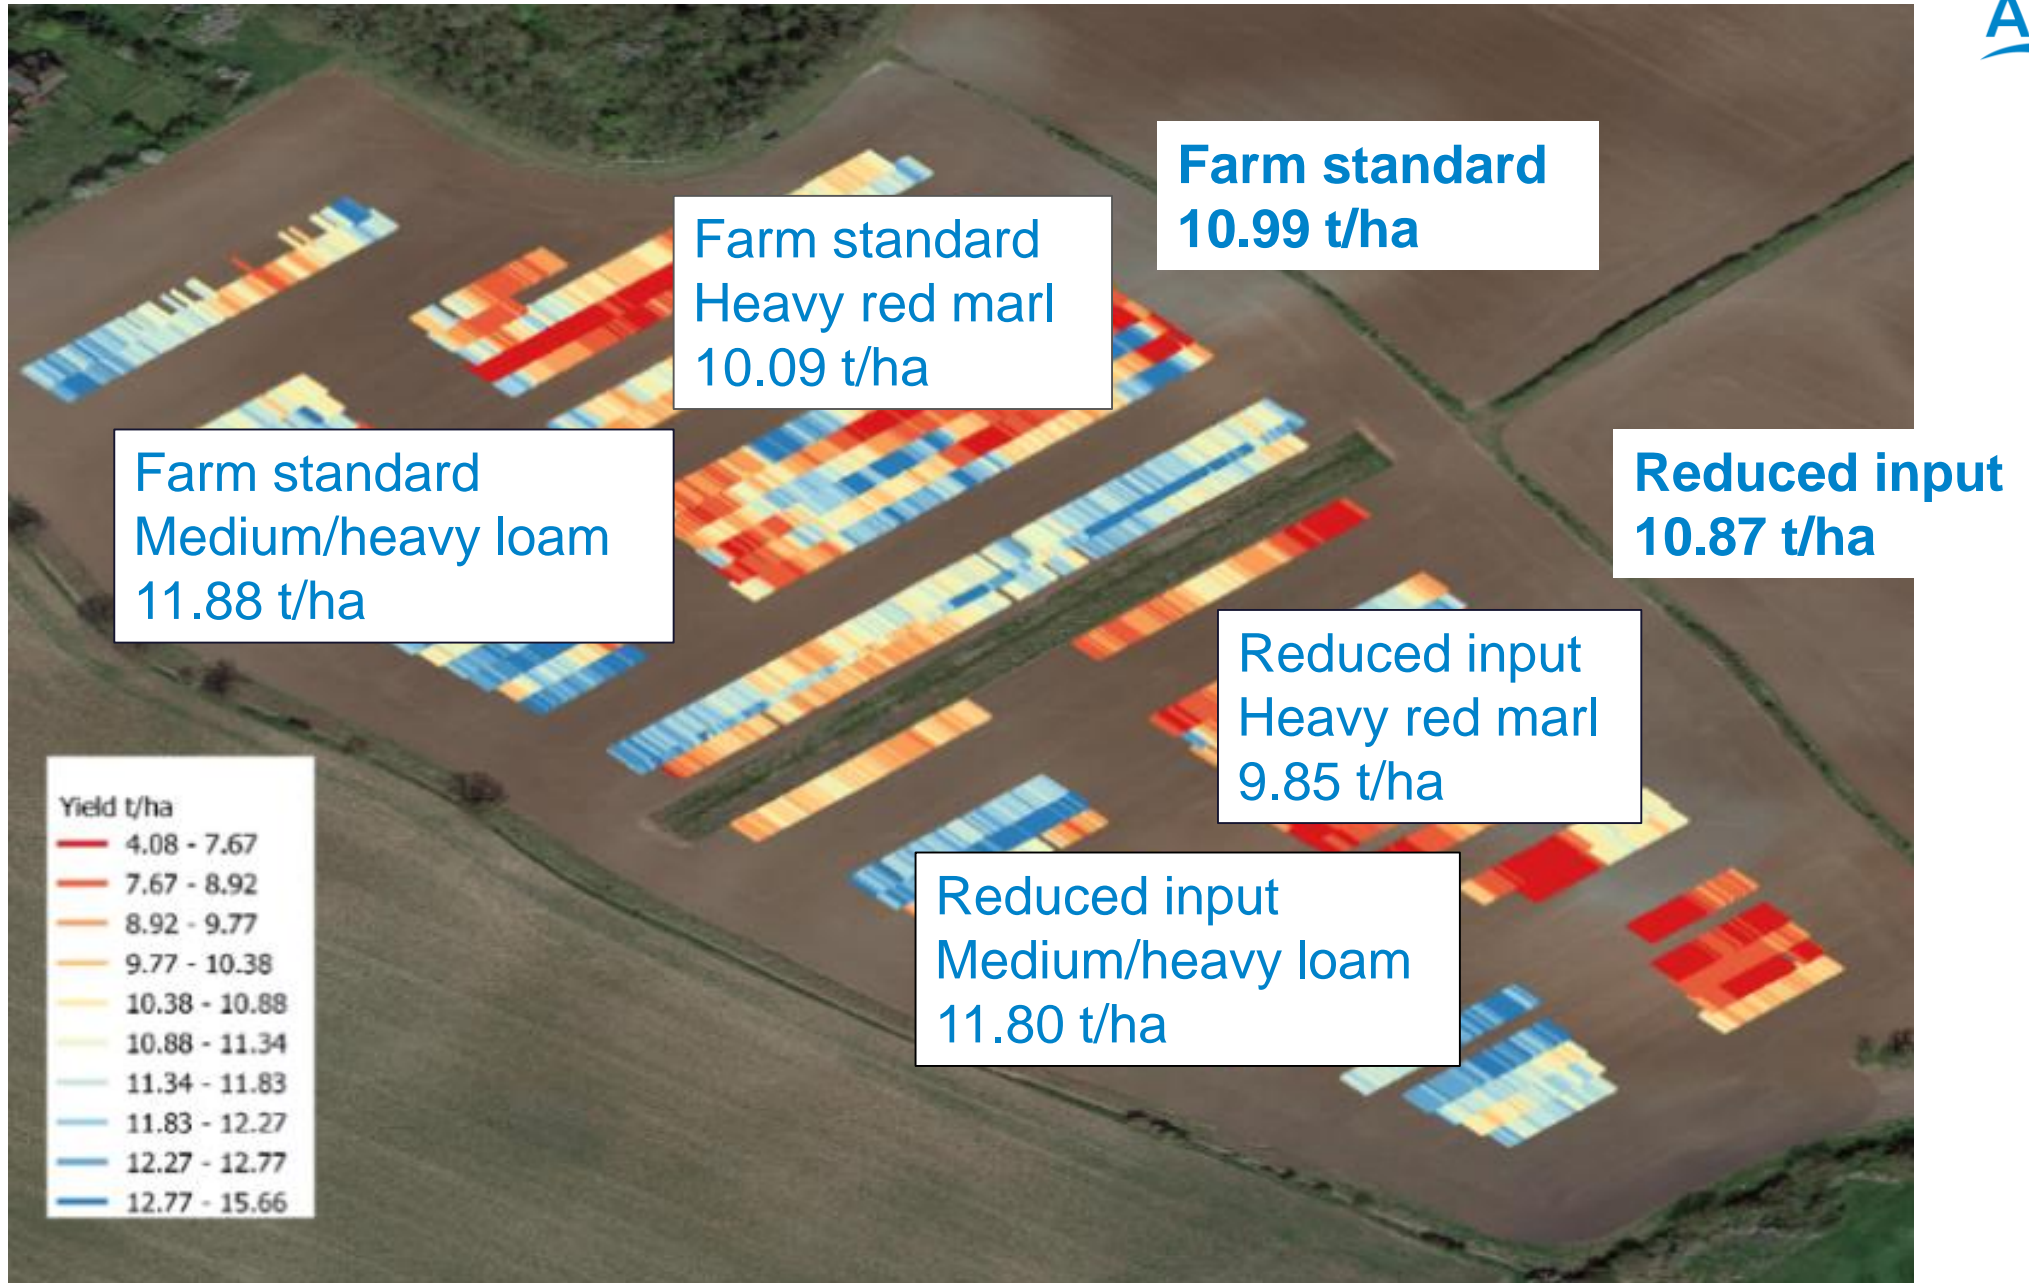 A
Farm standard
10.99 t/ha
Farm standard
Heavy red marl
10.09 t/ha
Farm standard
Medium/heavy loam
11.88 t/ha
Reduced input
10.87 t/ha
Reduced input
Heavy red marl
9.85 t/ha
Reduced input
Medium/heavy loam
11.80 t/ha
Yield t/ha
4.08 - 7.67
7.67 - 8.92
8.92 - 9.77
9.77 - 10.38
10.38 - 10.88
10.88 - 11.34
11.34 - 11.83
11.83 - 12.27
12.27 - 12.77
12.77 - 15.66